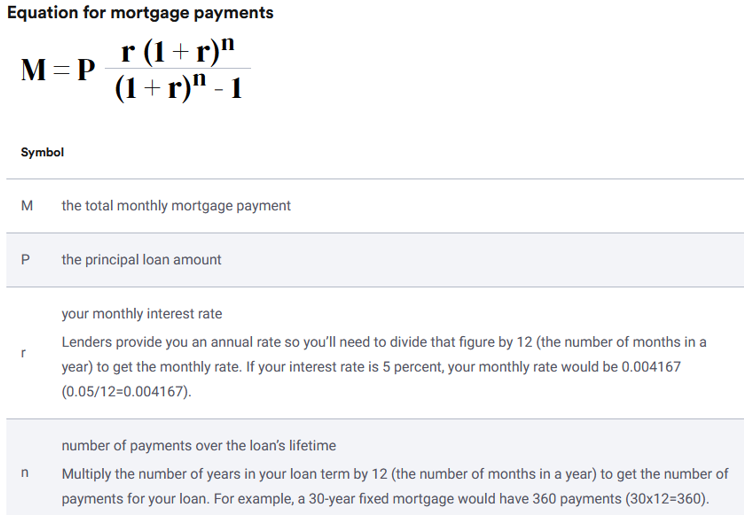 Equation for mortgage payments
M = P r (1 + r)ⁿ
(1 + r)ⁿ - 1
Symbol
M the total monthly mortgage payment
P the principal loan amount
your monthly interest rate
r Lenders provide you an annual rate so you’ll need to divide that figure by 12 (the number of months in a
year) to get the monthly rate. If your interest rate is 5 percent, your monthly rate would be 0.004167
(0.05/12=0.004167).
number of payments over the loan’s lifetime
n Multiply the number of years in your loan term by 12 (the number of months in a year) to get the number of
payments for your loan. For example, a 30-year fixed mortgage would have 360 payments (30x12=360).